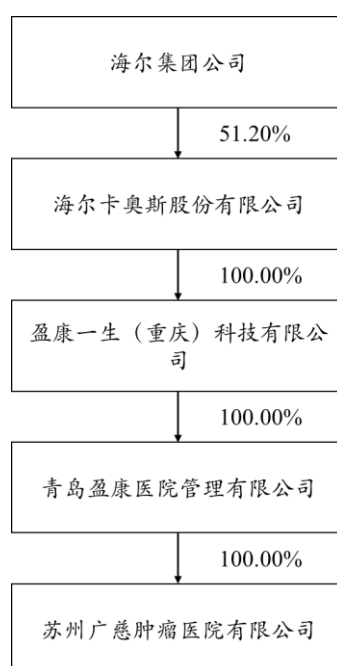 海尔集团公司
51.20%
海尔卡奥斯股份有限公司
100.00%
盈康一生（重庆）科技有限公
司
100.00%
青岛盈康医院管理有限公司
100.00%
苏州广慈肿瘤医院有限公司